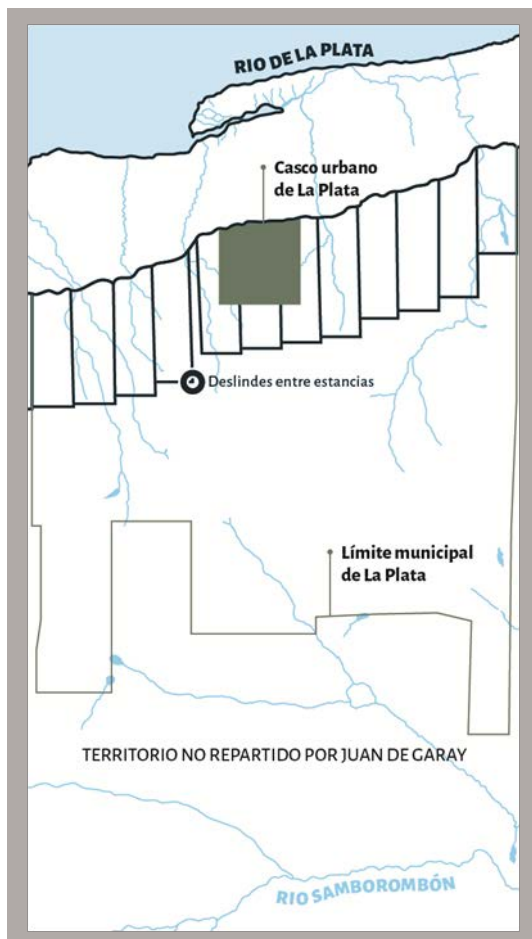 RIO DE LA PLATA
Casco urbano
de La Plata
Deslindes entre estancias
Límite municipal
de La Plata
TERRITORIO NO REPARTIDO POR JUAN DE GARAY
RIO SAMBOROMBÓN